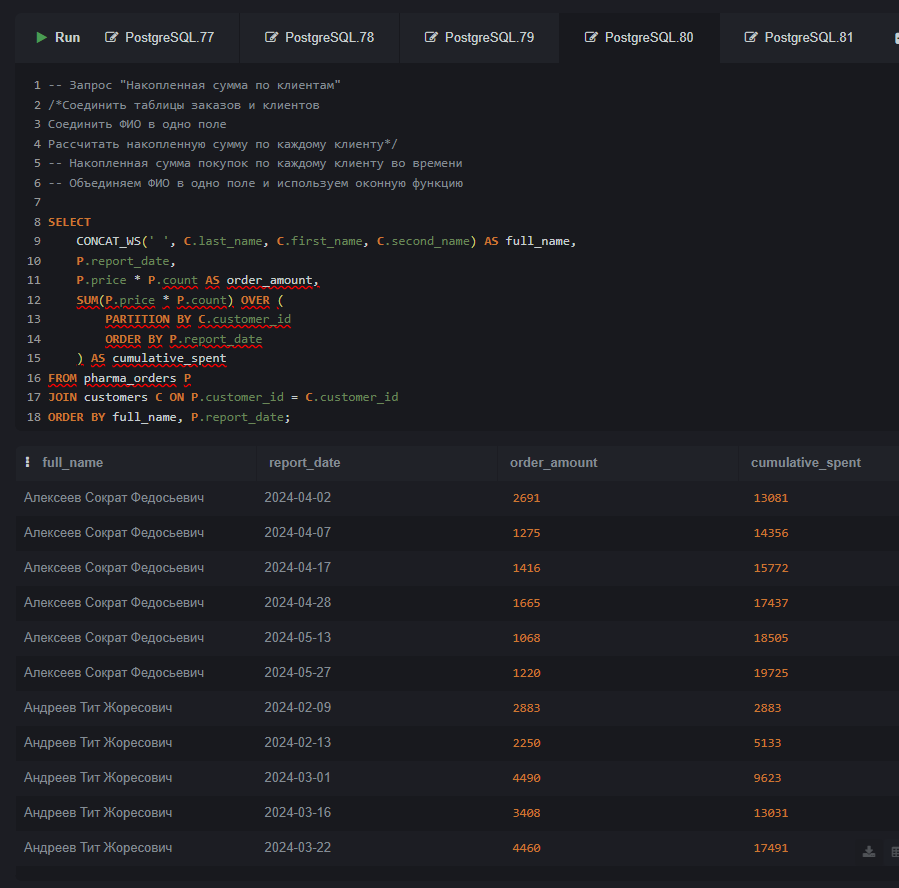 Run PostgreSQL.77 PostgreSQL.78 PostgreSQL.79 PostgreSQL.80 PostgreSQL.81
1 -- Запрос "Накопленная сумма по клиентам"
2 /*Соединить таблицы заказов и клиентов
3 Соединить ФИО в одно поле
4 Рассчитать накопленную сумму по каждому клиенту*/
5 -- Накопленная сумма покупок по каждому клиенту во времени
6 -- Объединяем ФИО в одно поле и используем оконную функцию
7
8 SELECT
9 CONCAT_WS(' ', C.last_name, C.first_name, C.second_name) AS full_name,
10 P.report_date,
11 P.price * P.count AS order_amount,
12 SUM(P.price * P.count) OVER (
13 PARTITION BY C.customer_id
14 ORDER BY P.report_date
15 ) AS cumulative_spent
16 FROM pharma_orders P
17 JOIN customers C ON P.customer_id = C.customer_id
18 ORDER BY full_name, P.report_date;
full_name report_date order_amount cumulative_spent
Алексеев Сократ Федосьевич 2024-04-02 2691 13081
Алексеев Сократ Федосьевич 2024-04-07 1275 14356
Алексеев Сократ Федосьевич 2024-04-17 1416 15772
Алексеев Сократ Федосьевич 2024-04-28 1665 17437
Алексеев Сократ Федосьевич 2024-05-13 1068 18505
Алексеев Сократ Федосьевич 2024-05-27 1220 19725
Андреев Тит Жоресович 2024-02-09 2883 2883
Андреев Тит Жоресович 2024-02-13 2250 5133
Андреев Тит Жоресович 2024-03-01 4490 9623
Андреев Тит Жоресович 2024-03-16 3408 13031
Андреев Тит Жоресович 2024-03-22 4460 17491